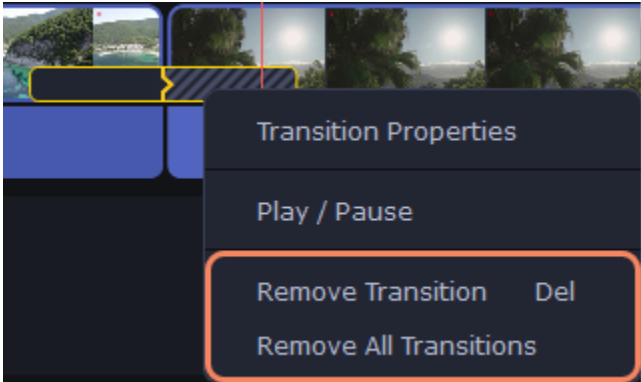 Transition Properties
Play / Pause
Remove Transition Del
Remove All Transitions